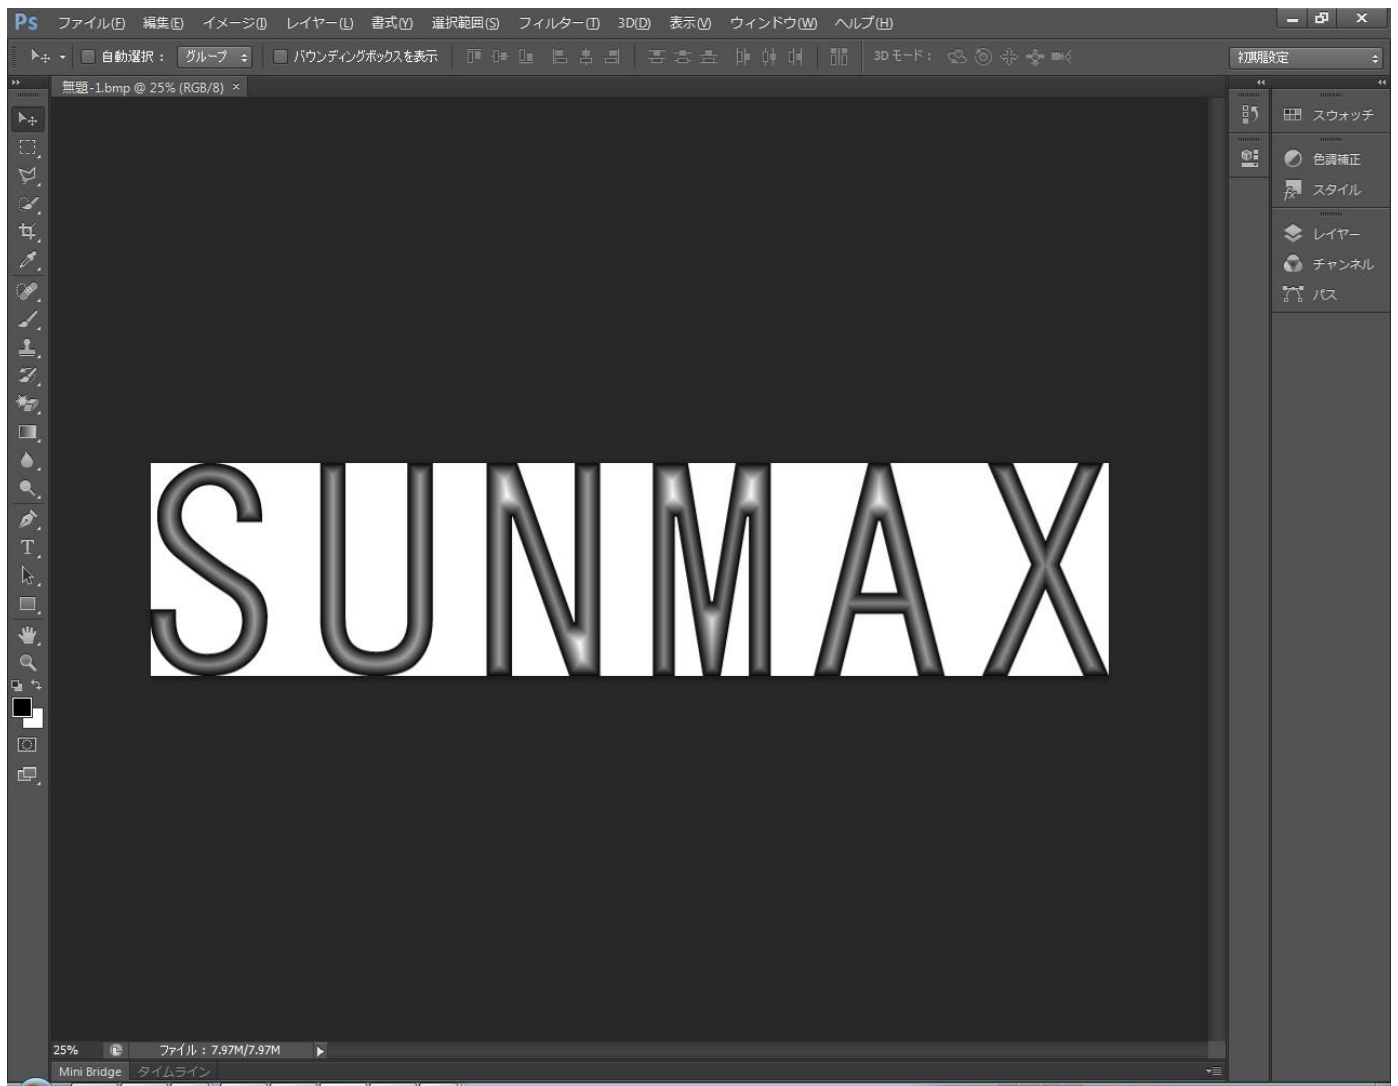 Ps ファイル(F) 編集(E) イメージ(I) レイヤー(L) 書式(Y) 選択範囲(S) フィルター(T) 3D(D) 表示(V) ウィンドウ(W) ヘルプ(H)
自動選択： グループ バウンディングボックスを表示 3D モード： 初期設定
無題-1.bmp @ 25% (RGB/8) ×
スウォッチ
色調補正
スタイル
レイヤー
チャンネル
パス
SUNMAX
25% ファイル：7.97M/7.97M
Mini Bridge タイムライン